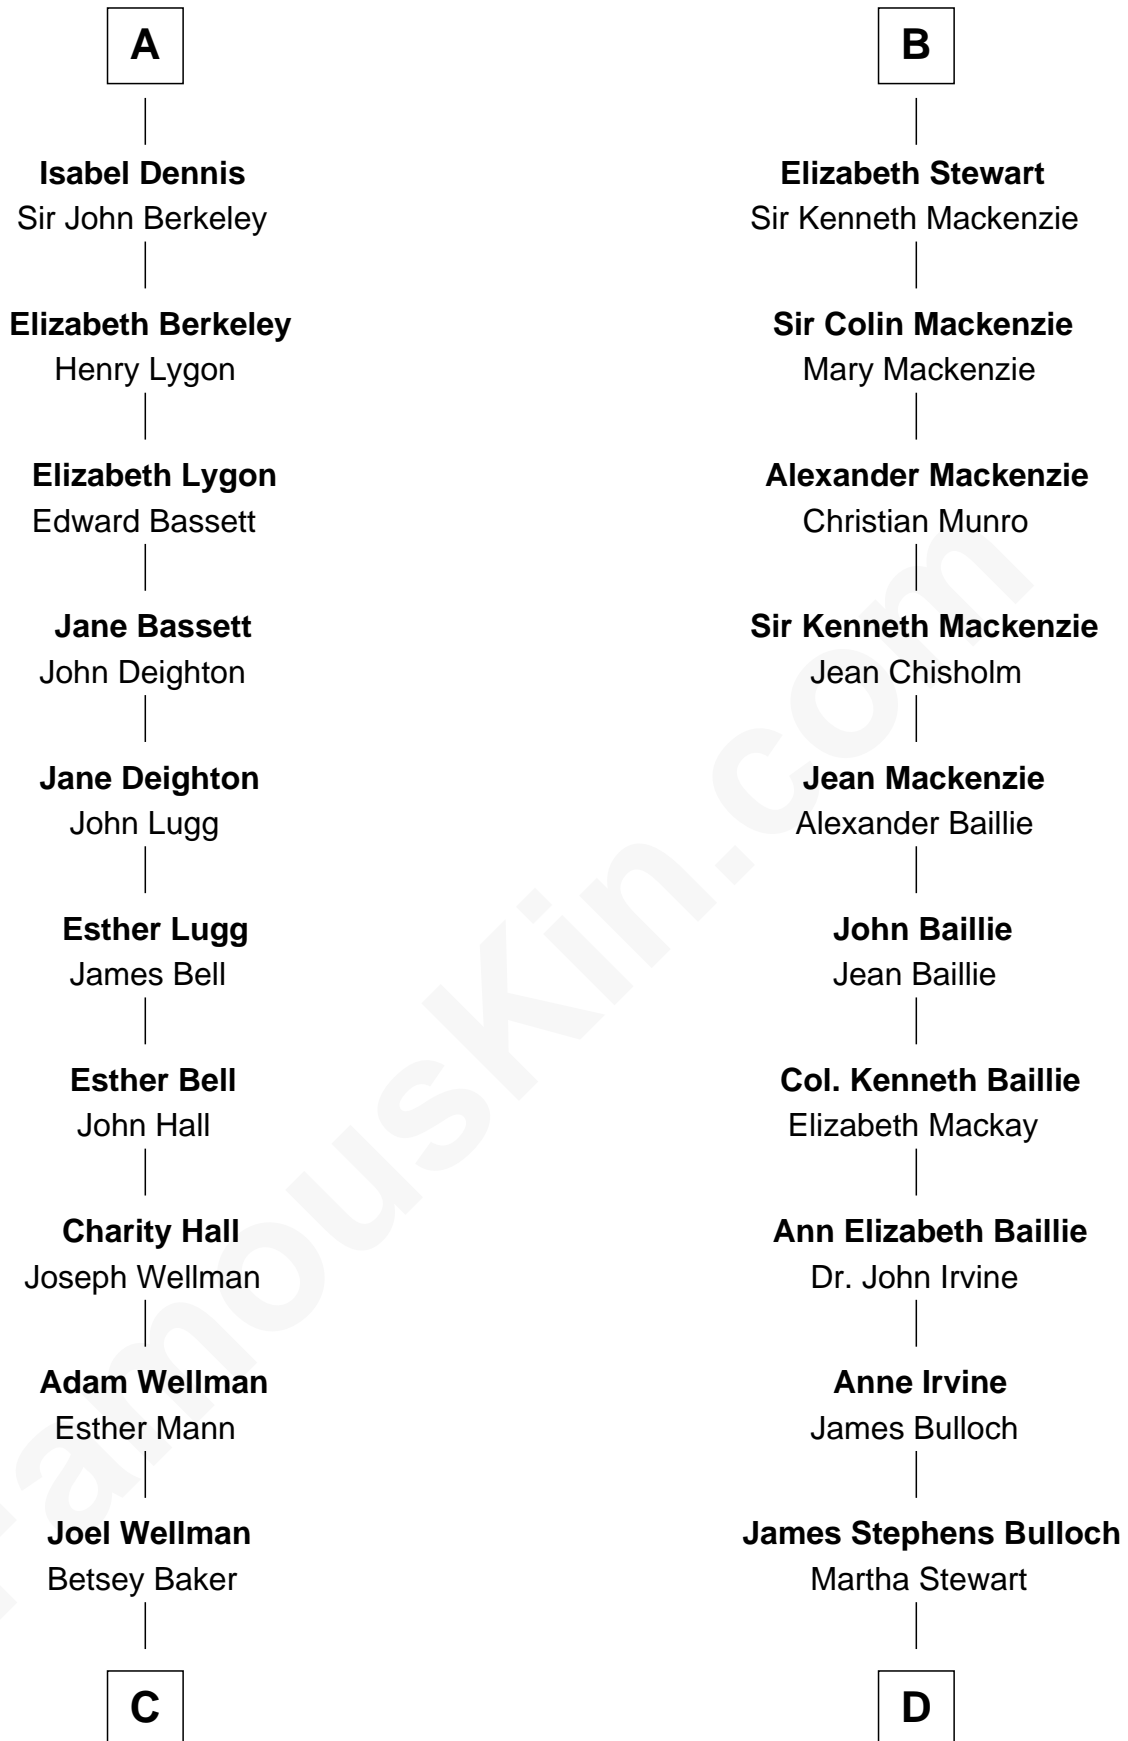 A
Isabel Dennis
Sir John Berkeley
Elizabeth Berkeley
Henry Lygon
Elizabeth Lygon
Edward Bassett
Jane Bassett
John Deighton
Jane Deighton
John Lugg
Esther Lugg
James Bell
Esther Bell
John Hall
Charity Hall
Joseph Wellman
Adam Wellman
Esther Mann
Joel Wellman
Betsey Baker
C
B
Elizabeth Stewart
Sir Kenneth Mackenzie
Sir Colin Mackenzie
Mary Mackenzie
Alexander Mackenzie
Christian Munro
Sir Kenneth Mackenzie
Jean Chisholm
Jean Mackenzie
Alexander Baillie
John Baillie
Jean Baillie
Col. Kenneth Baillie
Elizabeth Mackay
Ann Elizabeth Baillie
Dr. John Irvine
Anne Irvine
James Bulloch
James Stephens Bulloch
Martha Stewart
D
FamousKin.com